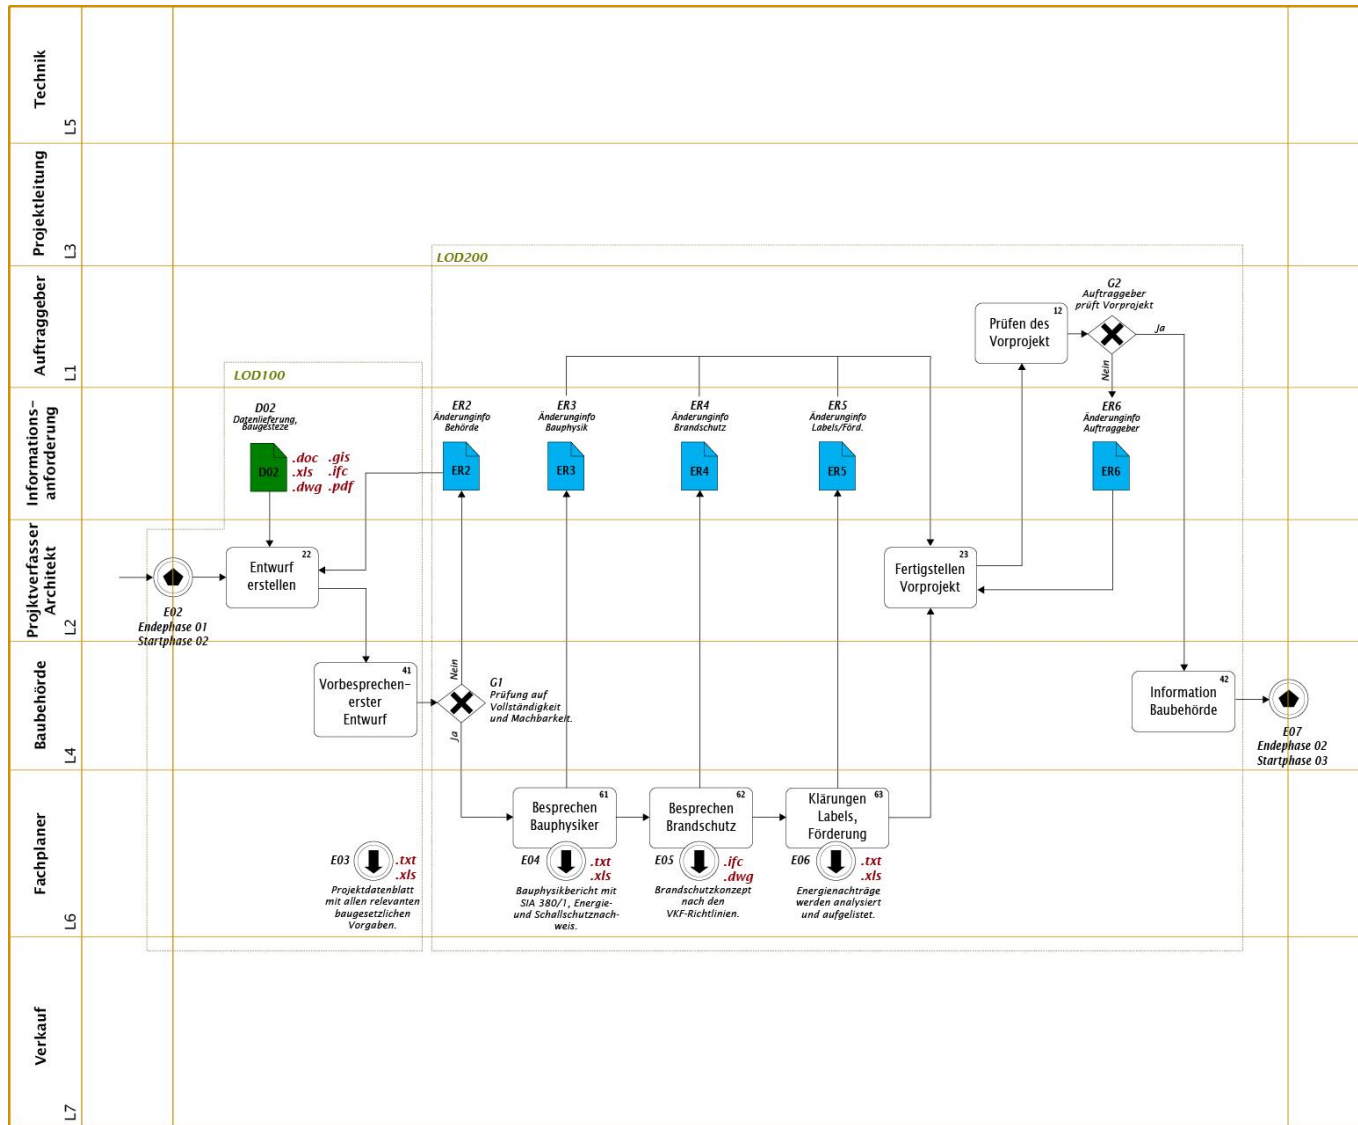 Technik
L5
Projektleitung
L3
LOD200
Auftraggeber
L1
G2
Auftraggeber
prüft Vorprojekt
12
Prüfen des
Vorprojekt
Ja
Nein
LOD100
Informations-
anforderung
D02
Datenlieferung,
Baugesteze
D02
.doc .gis
.xls .ifc
.dwg .pdf
ER2
Änderunginfo
Behörde
ER2
ER3
Änderunginfo
Bauphysik
ER3
ER4
Änderunginfo
Brandschutz
ER4
ER5
Änderunginfo
Labels/Förd.
ER5
ER6
Änderunginfo
Auftraggeber
ER6
Projktverfasser
Architekt
L2
E02
Endephase 01
Startphase 02
22
Entwurf
erstellen
23
Fertigstellen
Vorprojekt
Baubehörde
L4
41
Vorbesprechen-
erster
Entwurf
Nein
G1
Prüfung auf
Vollständigkeit
und Machbarkeit.
Ja
42
Information
Baubehörde
E07
Endephase 02
Startphase 03
Fachplaner
L6
61
Besprechen
Bauphysiker
62
Besprechen
Brandschutz
63
Klärungen
Labels,
Förderung
E03
.txt
.xls
Projektdatenblatt
mit allen relevanten
baugesetzlichen
Vorgaben.
E04
.txt
.xls
Bauphysikbericht mit
SIA 380/1, Energie-
und Schallschutznach-
weis.
E05
.ifc
.dwg
Brandschutzkonzept
nach den
VKF-Richtlinien.
E06
.txt
.xls
Energienachträge
werden analysiert
und aufgelistet.
Verkauf
L7